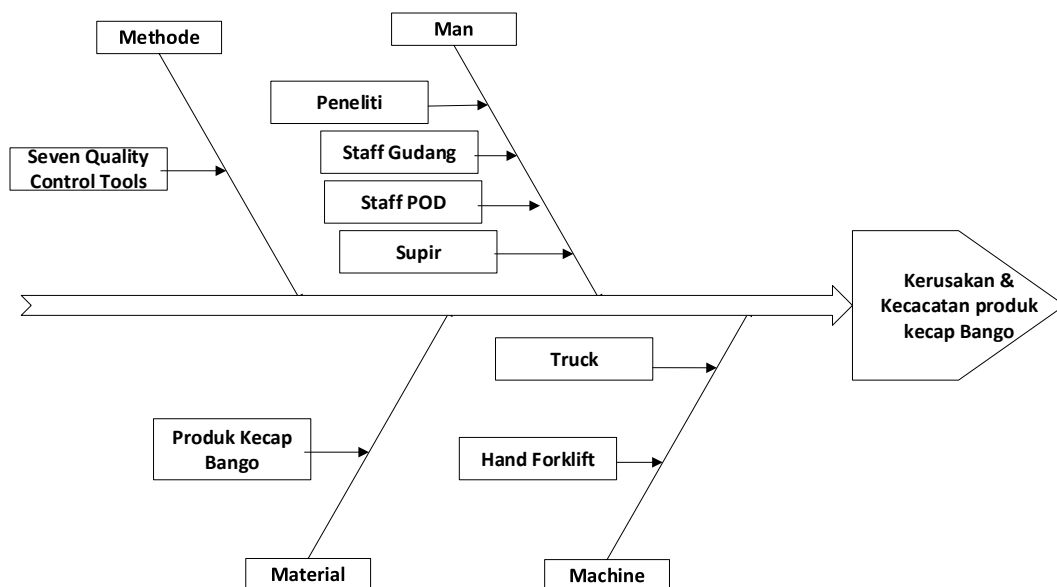 Methode
Man
Peneliti
Staff Gudang
Seven Quality
Control Tools
Staff POD
Supir
Kerusakan &
Kecacatan produk
kecap Bango
Truck
Produk Kecap
Bango
Hand Forklift
Material
Machine